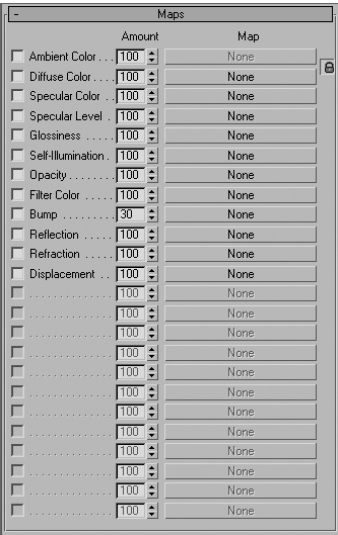 - Maps
Amount Map
Ambient Color . . . 100 None
Diffuse Color . . . . 100 None
Specular Color . . 100 None
Specular Level . 100 None
Glossiness . . . . . 100 None
Self-Illumination . 100 None
Opacity . . . . . . . . 100 None
Filter Color . . . . . 100 None
Bump . . . . . . . . . 30 None
Reflection . . . . . 100 None
Refraction . . . . . 100 None
Displacement . . 100 None
. . . . . . . . . . . . . 100 None
. . . . . . . . . . . . . 100 None
. . . . . . . . . . . . . 100 None
. . . . . . . . . . . . . 100 None
. . . . . . . . . . . . . 100 None
. . . . . . . . . . . . . 100 None
. . . . . . . . . . . . . 100 None
. . . . . . . . . . . . . 100 None
. . . . . . . . . . . . . 100 None
. . . . . . . . . . . . . 100 None
. . . . . . . . . . . . . 100 None
. . . . . . . . . . . . . 100 None